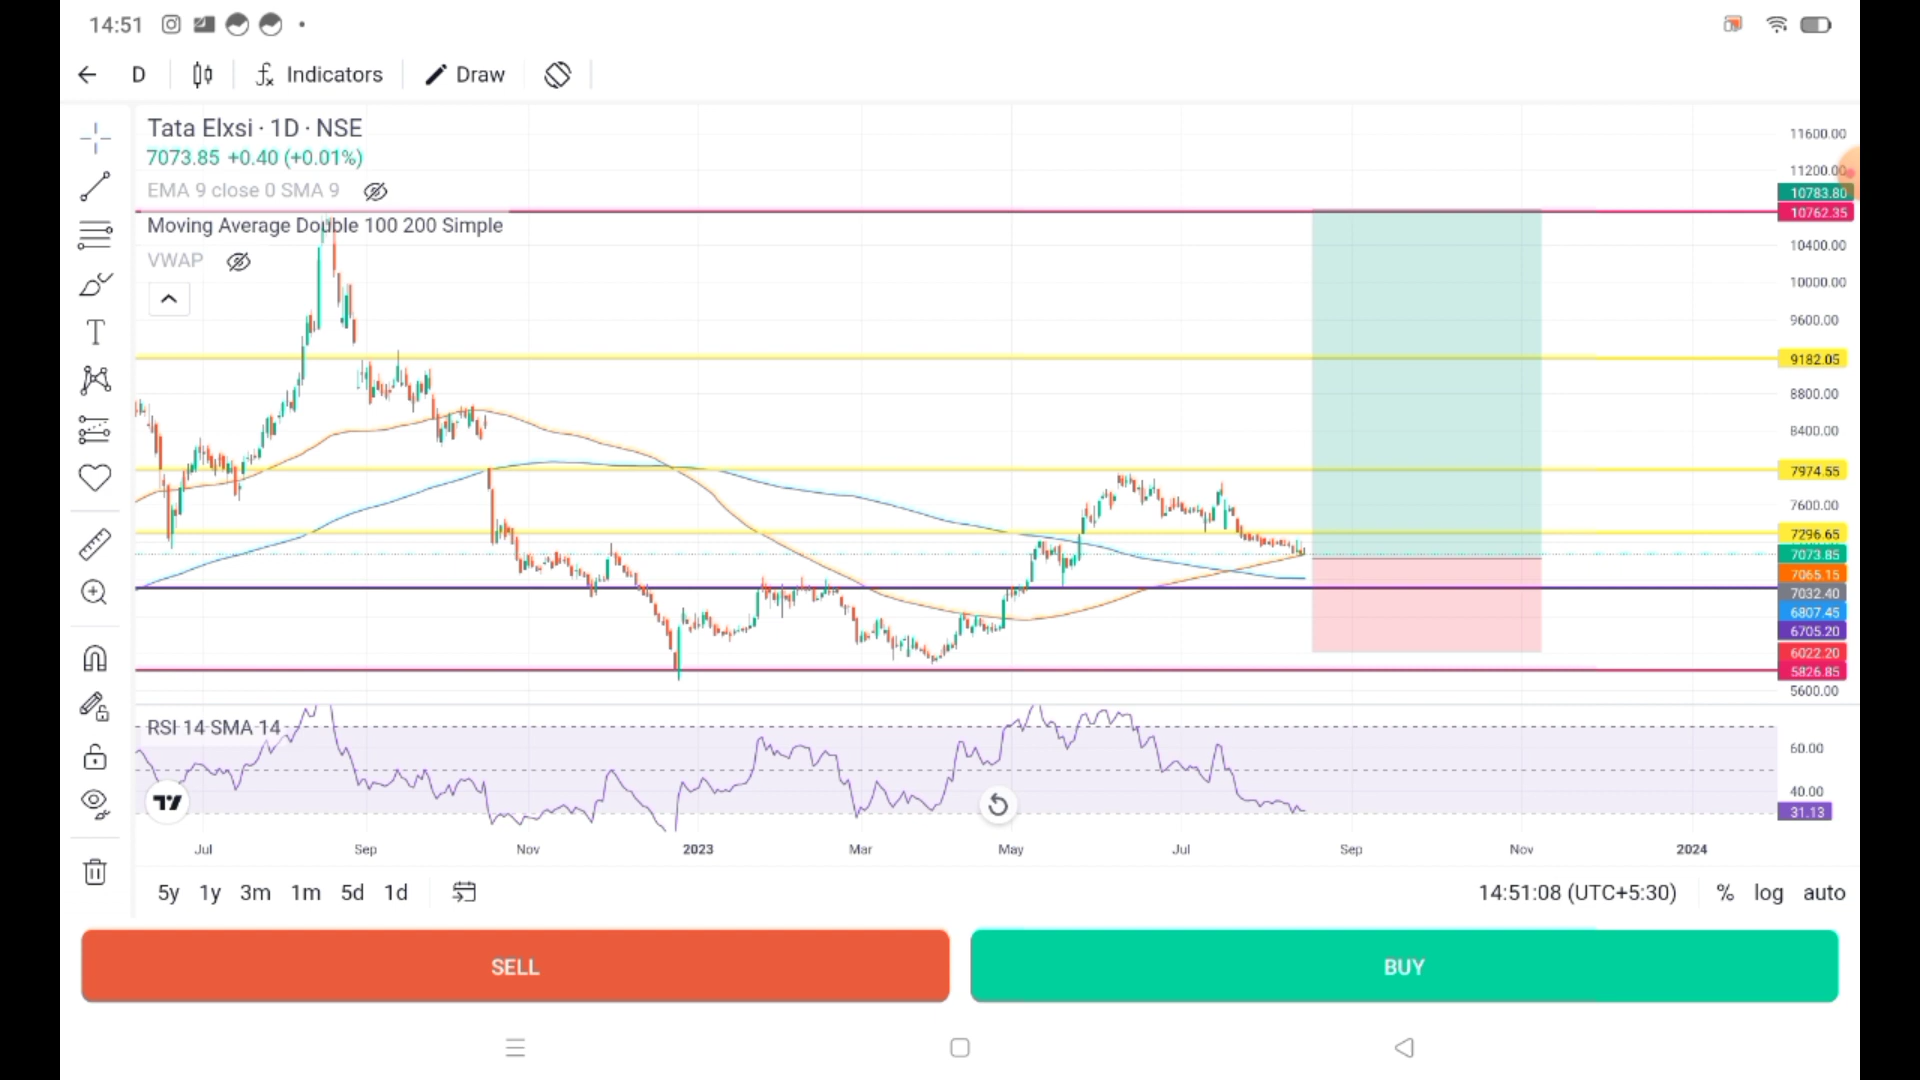 14:51
D
Indicators
Draw
Tata Elxsi · 1D · NSE
7073.85 +0.40 (+0.01%)
EMA 9 close 0 SMA 9
Moving Average Double 100 200 Simple
VWAP
11600.00
11200.00
10783.80
10762.35
10400.00
10000.00
9600.00
9182.05
8800.00
8400.00
7974.55
7600.00
7296.65
7073.85
7065.15
7032.40
6807.45
6705.20
6022.20
5826.85
5600.00
RSI 14 SMA 14
60.00
40.00
31.13
Jul Sep Nov 2023 Mar May Jul Sep Nov 2024
5y 1y 3m 1m 5d 1d
14:51:08 (UTC+5:30) % log auto
SELL
BUY